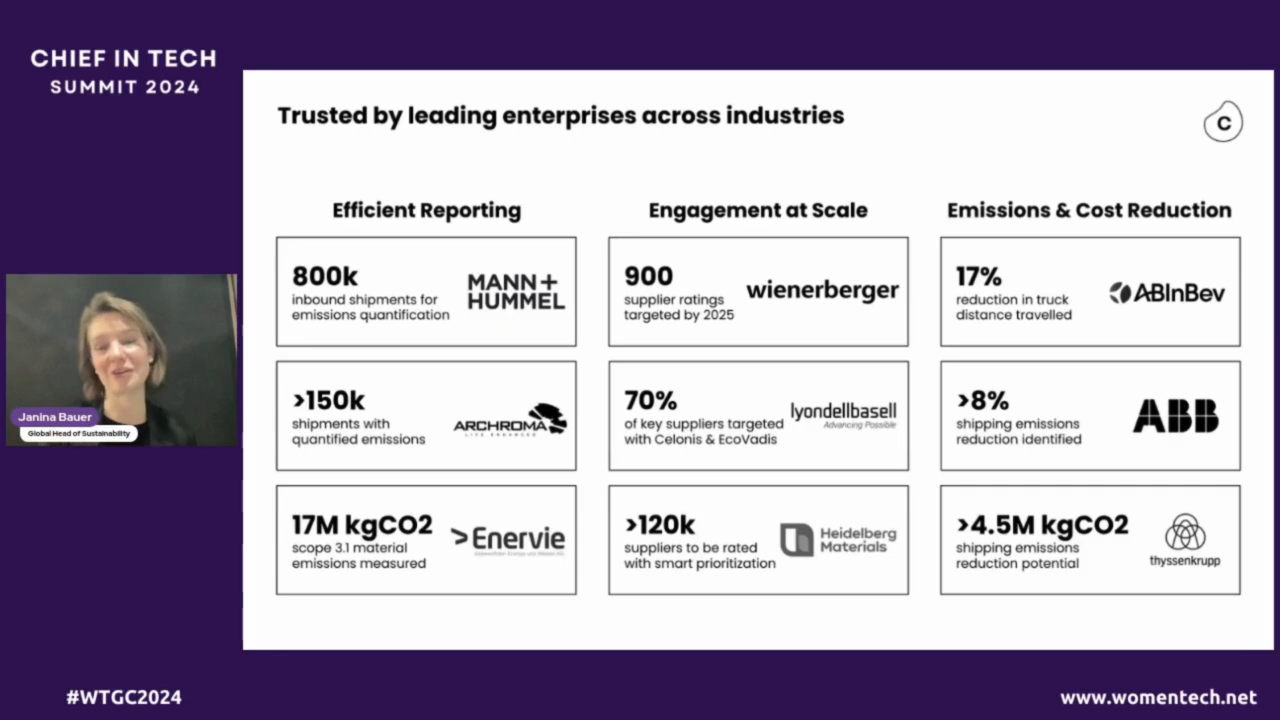 CHIEF IN TECH
SUMMIT 2024
Trusted by leading enterprises across industries
C
Efficient Reporting
800k
inbound shipments for
emissions quantification
MANN+
HUMMEL
>150k
shipments with
quantified emissions
ARCHROMA
LIFE ENHANCED
17M kgCO2
scope 3.1 material
emissions measured
>Enervie
Engagement at Scale
900
supplier ratings
targeted by 2025
wienerberger
70%
of key suppliers targeted
with Celonis & EcoVadis
lyondellbasell
Advancing Possible
>120k
suppliers to be rated
with smart prioritization
Heidelberg
Materials
Emissions & Cost Reduction
17%
reduction in truck
distance travelled
ABInBev
>8%
shipping emissions
reduction identified
ABB
>4.5M kgCO2
shipping emissions
reduction potential
thyssenkrupp
Janina Bauer
Global Head of Sustainability
#WTGC2024
www.womentech.net